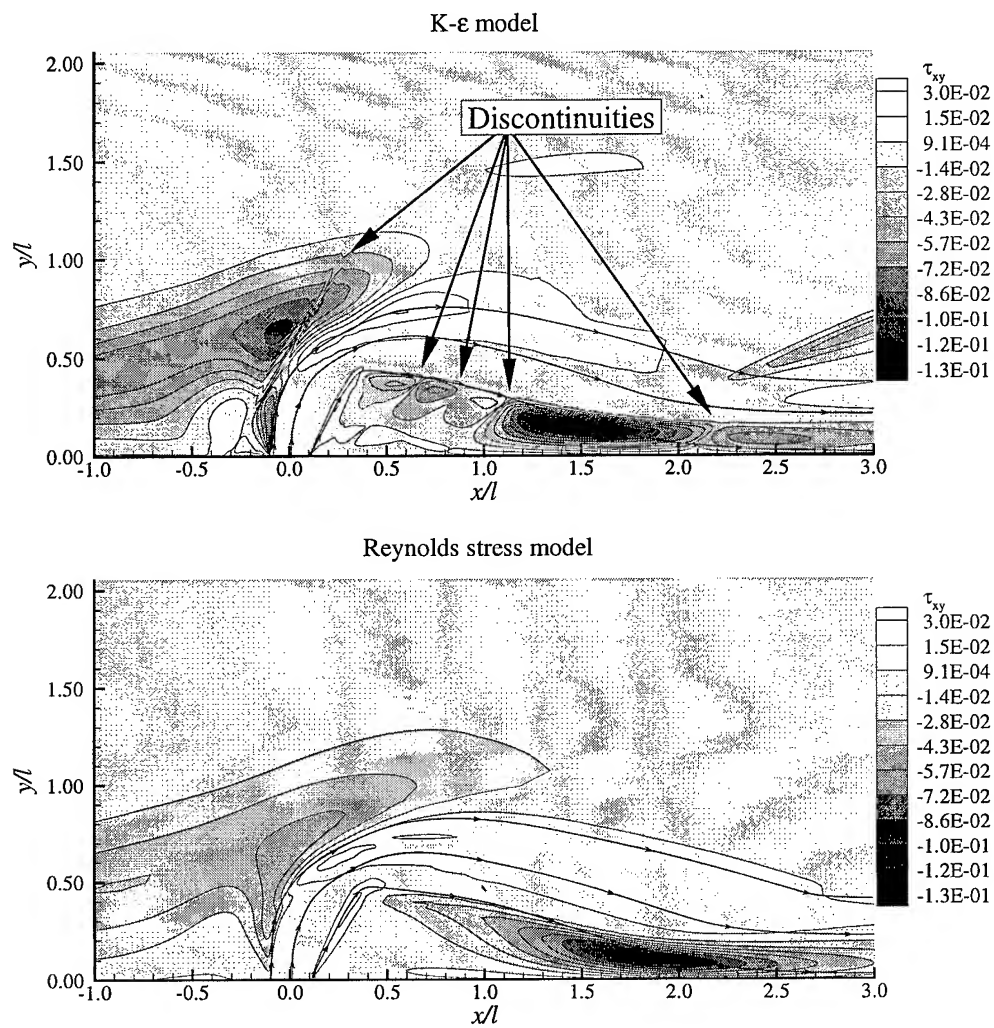 K-ε model
2.00
1.50
1.00
0.50
0.00
y/l
-1.0
-0.5
0.0
0.5
1.0
1.5
2.0
2.5
3.0
x/l
Discontinuities
τxy
3.0E-02
1.5E-02
9.1E-04
-1.4E-02
-2.8E-02
-4.3E-02
-5.7E-02
-7.2E-02
-8.6E-02
-1.0E-01
-1.2E-01
-1.3E-01
Reynolds stress model
2.00
1.50
1.00
0.50
0.00
y/l
-1.0
-0.5
0.0
0.5
1.0
1.5
2.0
2.5
3.0
x/l
τxy
3.0E-02
1.5E-02
9.1E-04
-1.4E-02
-2.8E-02
-4.3E-02
-5.7E-02
-7.2E-02
-8.6E-02
-1.0E-01
-1.2E-01
-1.3E-01